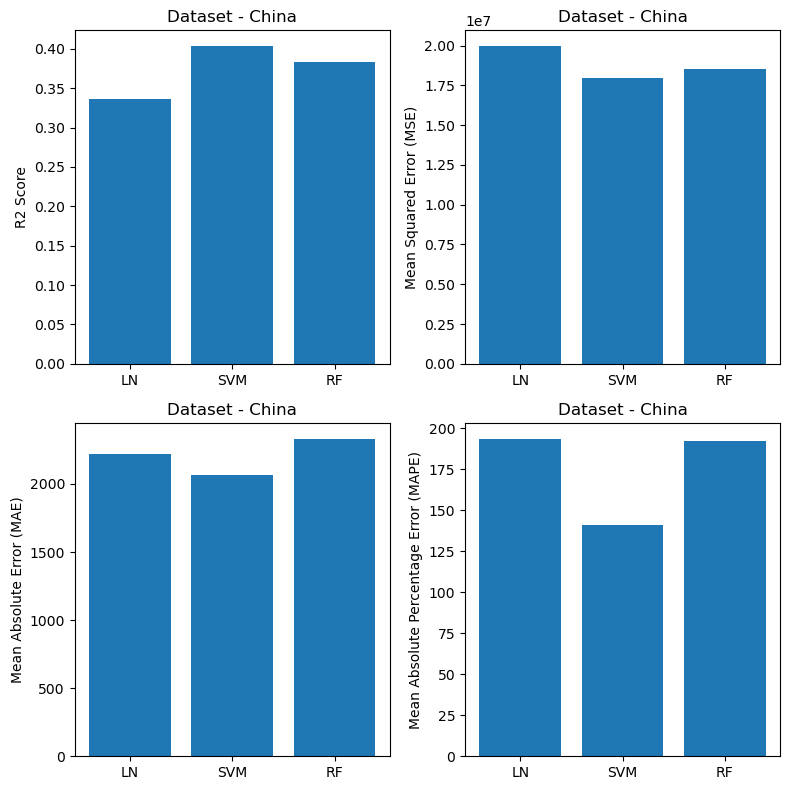 Dataset - China
R2 Score
0.40
0.35
0.30
0.25
0.20
0.15
0.10
0.05
0.00
LN SVM RF
Dataset - China
1e7
Mean Squared Error (MSE)
2.00
1.75
1.50
1.25
1.00
0.75
0.50
0.25
0.00
LN SVM RF
Dataset - China
Mean Absolute Error (MAE)
2000
1500
1000
500
0
LN SVM RF
Dataset - China
Mean Absolute Percentage Error (MAPE)
200
175
150
125
100
75
50
25
0
LN SVM RF